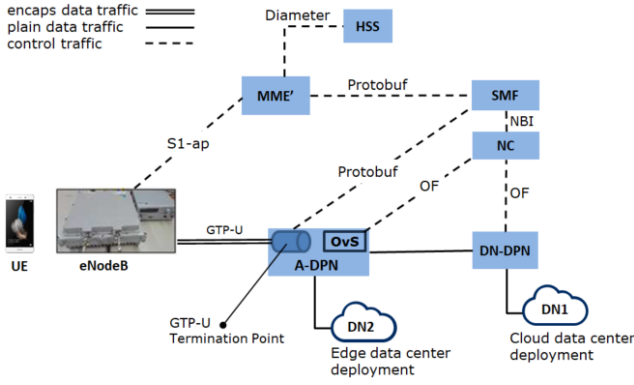 encaps data traffic
plain data traffic
control traffic
Diameter
HSS
MME'
Protobuf
SMF
NBI
S1-ap
NC
Protobuf
OF
OF
GTP-U
OvS
UE
eNodeB
A-DPN
DN-DPN
GTP-U
Termination Point
DN2
DN1
Edge data center
deployment
Cloud data center
deployment